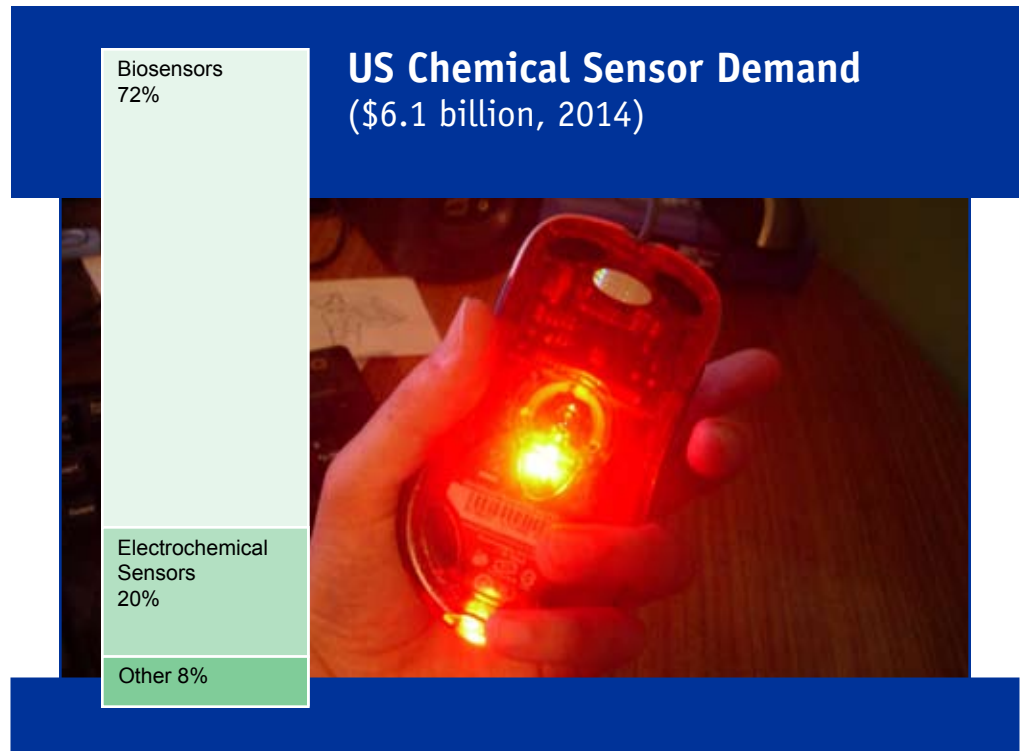 US Chemical Sensor Demand
($6.1 billion, 2014)
Biosensors
72%
Electrochemical
Sensors
20%
Other 8%